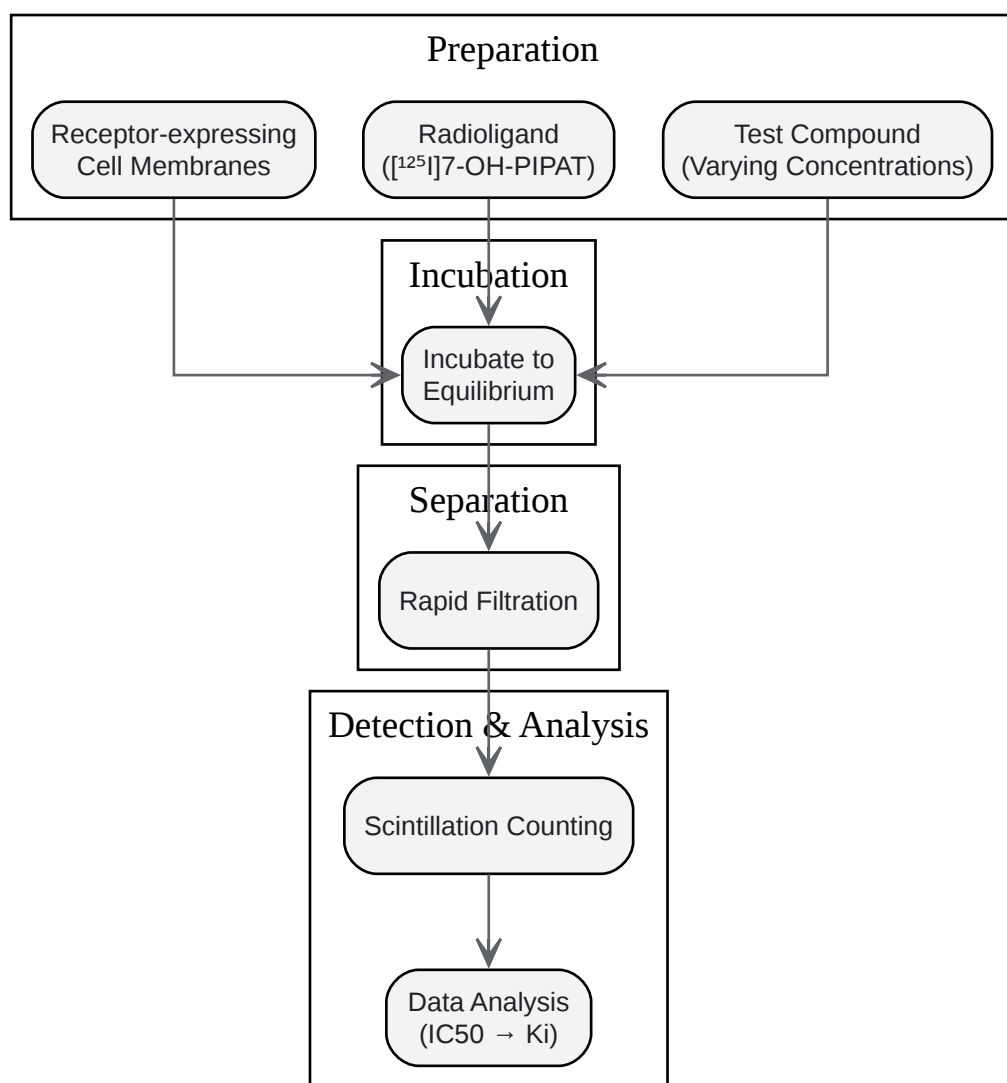 Preparation
Receptor-expressing
Cell Membranes
Radioligand
([¹²⁵I]7-OH-PIPAT)
Test Compound
(Varying Concentrations)
Incubation
Incubate to
Equilibrium
Separation
Rapid Filtration
Detection & Analysis
Scintillation Counting
Data Analysis
(IC50 → Ki)